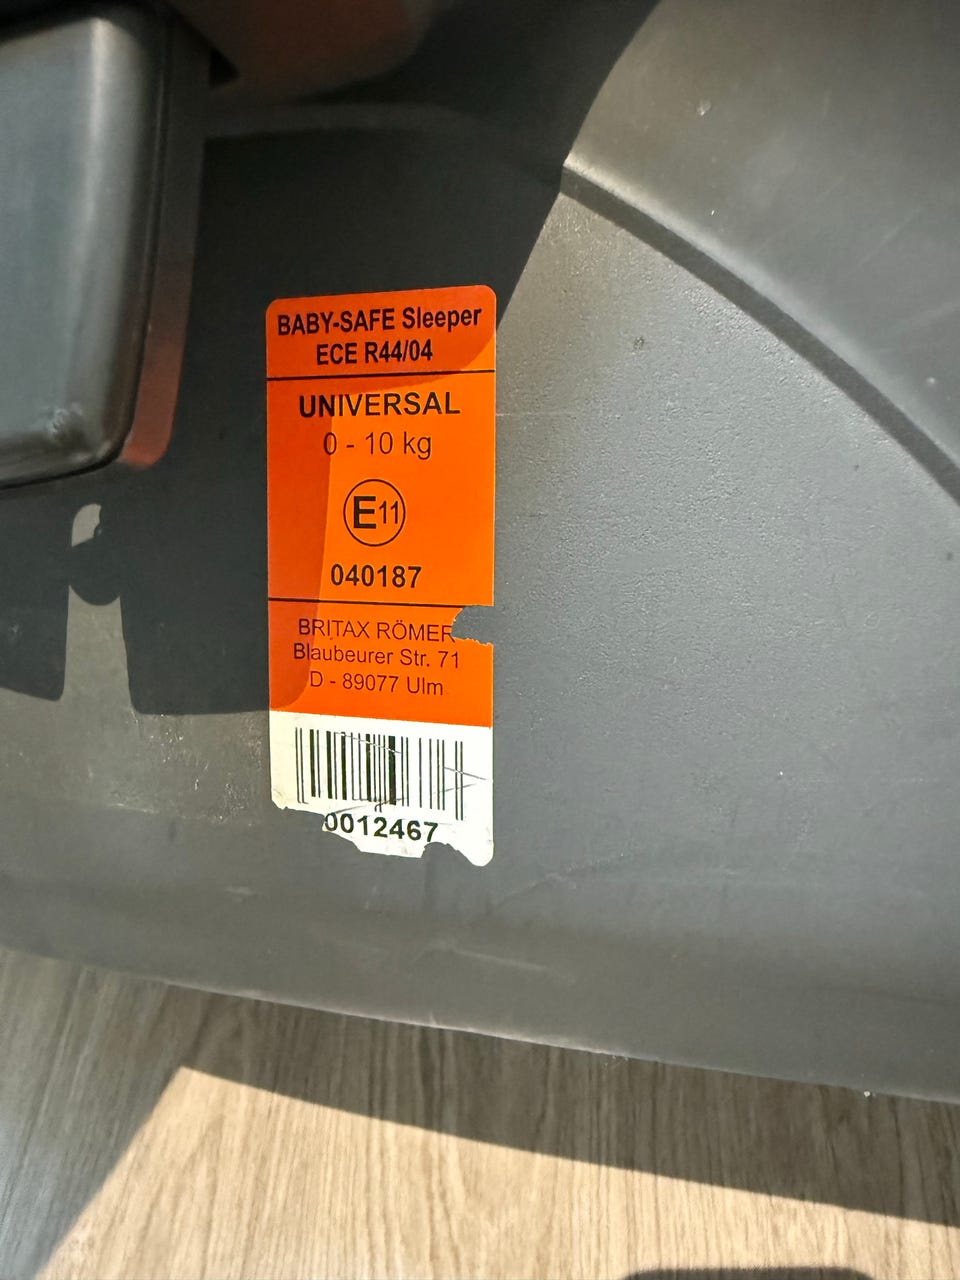 BABY-SAFE Sleeper
ECE R44/04
UNIVERSAL
0 - 10 kg
E11
040187
BRITAX RÖMER
Blaubeurer Str. 71
D - 89077 Ulm
0012467